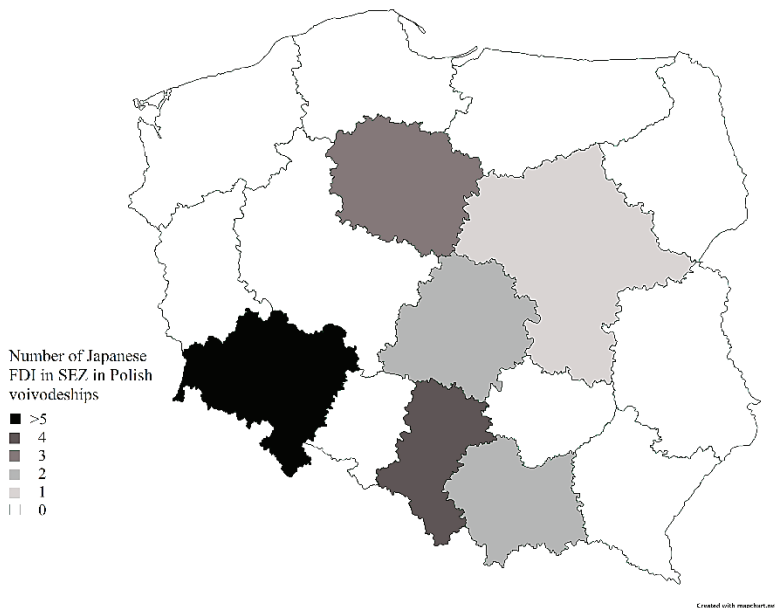 Number of Japanese
FDI in SEZ in Polish
voivodeships
>5
4
3
2
1
0
Created with mapchart.net